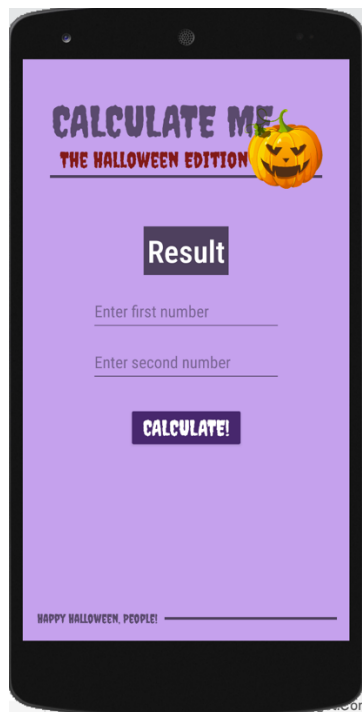 CALCULATE ME
THE HALLOWEEN EDITION
Result
Enter first number
Enter second number
CALCULATE!
HAPPY HALLOWEEN, PEOPLE!